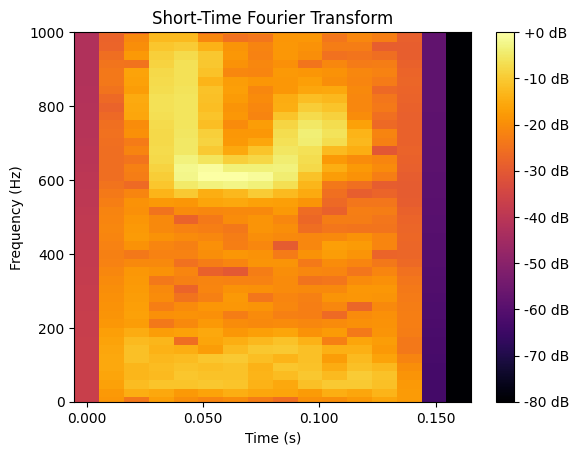 Short-Time Fourier Transform
Frequency (Hz)
1000
800
600
400
200
0
0.000
0.050
0.100
0.150
Time (s)
+0 dB
-10 dB
-20 dB
-30 dB
-40 dB
-50 dB
-60 dB
-70 dB
-80 dB